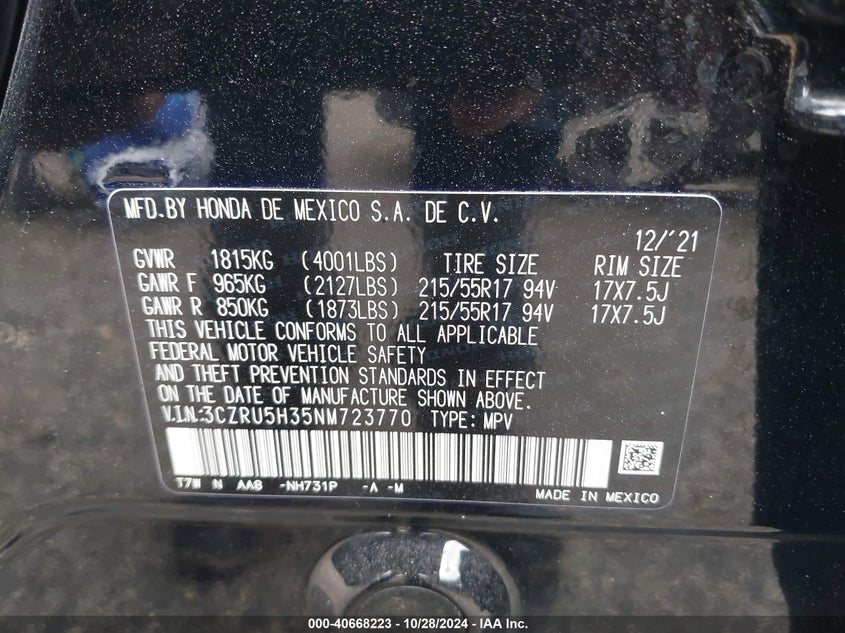 MFD.BY HONDA DE MEXICO S.A. DE C.V.
12/'21
GVWR 1815KG (4001LBS) TIRE SIZE RIM SIZE
GAWR F 965KG (2127LBS) 215/55R17 94V 17X7.5J
GAWR R 850KG (1873LBS) 215/55R17 94V 17X7.5J
THIS VEHICLE CONFORMS TO ALL APPLICABLE
FEDERAL MOTOR VEHICLE SAFETY
AND THEFT PREVENTION STANDARDS IN EFFECT
ON THE DATE OF MANUFACTURE SHOWN ABOVE.
V.I.N.:3CZRU5H35NM723770 TYPE: MPV
T7W N AA8 -NH731P -A -M
MADE IN MEXICO
000-40668223 - 10/28/2024 - IAA Inc.